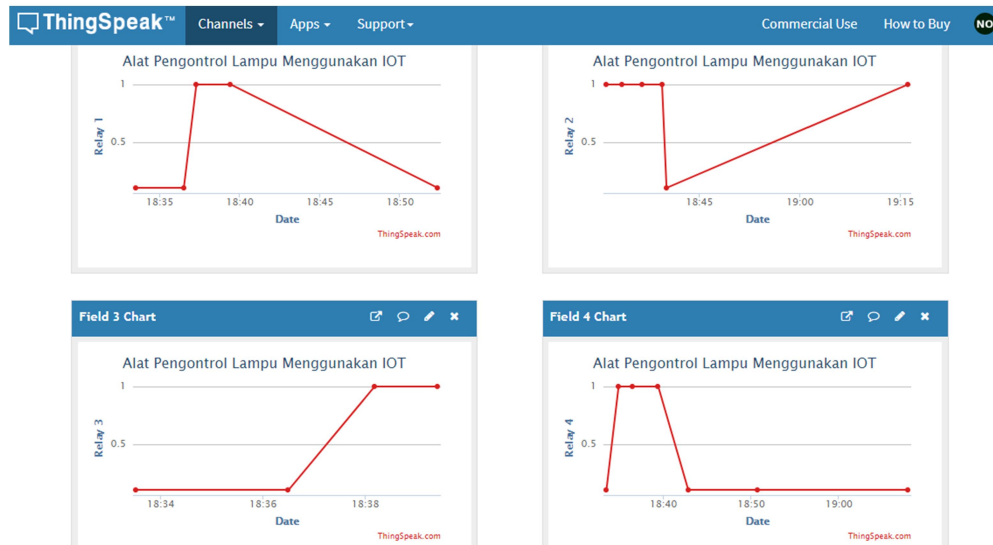 ThingSpeak™ Channels Apps Support Commercial Use How to Buy NO
Alat Pengontrol Lampu Menggunakan IOT
1
0.5
Relay 1
18:35 18:40 18:45 18:50
Date
ThingSpeak.com
Alat Pengontrol Lampu Menggunakan IOT
1
0.5
Relay 2
18:45 19:00 19:15
Date
ThingSpeak.com
Field 3 Chart
Alat Pengontrol Lampu Menggunakan IOT
1
0.5
Relay 3
18:34 18:36 18:38
Date
ThingSpeak.com
Field 4 Chart
Alat Pengontrol Lampu Menggunakan IOT
1
0.5
Relay 4
18:40 18:50 19:00
Date
ThingSpeak.com